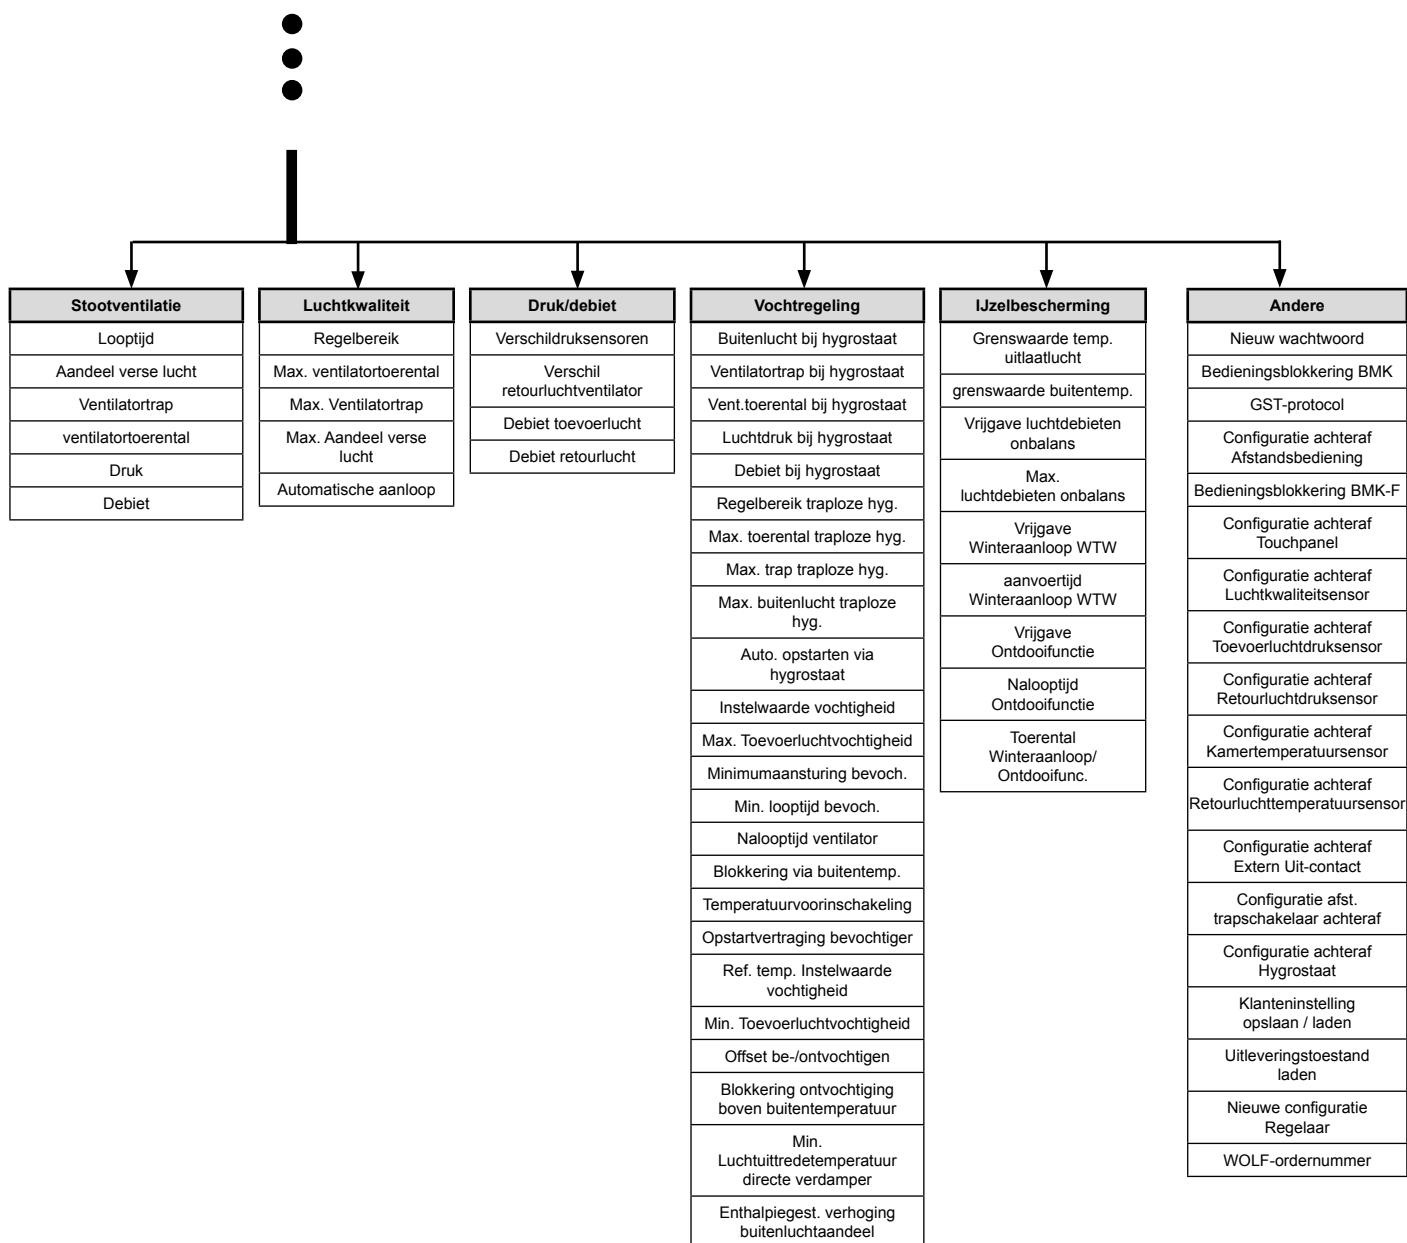 Stootventilatie
Looptijd
Aandeel verse lucht
Ventilatortrap
ventilatortoerental
Druk
Debiet
Luchtkwaliteit
Regelbereik
Max. ventilatortoerental
Max. Ventilatortrap
Max. Aandeel verse
lucht
Automatische aanloop
Druk/debiet
Verschildruksensoren
Verschil
retourluchtventilator
Debiet toevoerlucht
Debiet retourlucht
Vochtregeling
Buitenlucht bij hygrostaat
Ventilatortrap bij hygrostaat
Vent.toerental bij hygrostaat
Luchtdruk bij hygrostaat
Debiet bij hygrostaat
Regelbereik traploze hyg.
Max. toerental traploze hyg.
Max. trap traploze hyg.
Max. buitenlucht traploze
hyg.
Auto. opstarten via
hygrostaat
Instelwaarde vochtigheid
Max. Toevoerluchtvochtigheid
Minimumaansturing bevoch.
Min. looptijd bevoch.
Nalooptijd ventilator
Blokkering via buitentemp.
Temperatuurvoorinschakeling
Opstartvertraging bevochtiger
Ref. temp. Instelwaarde
vochtigheid
Min. Toevoerluchtvochtigheid
Offset be-/ontvochtigen
Blokkering ontvochtiging
boven buitentemperatuur
Min.
Luchtuittredetemperatuur
directe verdamper
Enthalpiegest. verhoging
buitenluchtaandeel
IJzelbescherming
Grenswaarde temp.
uitlaatlucht
grenswaarde buitentemp.
Vrijgave luchtdebieten
onbalans
Max.
luchtdebieten onbalans
Vrijgave
Winteraanloop WTW
aanvoertijd
Winteraanloop WTW
Vrijgave
Ontdooifunctie
Nalooptijd
Ontdooifunctie
Toerental
Winteraanloop/
Ontdooifunc.
Andere
Nieuw wachtwoord
Bedieningsblokkering BMK
GST-protocol
Configuratie achteraf
Afstandsbediening
Bedieningsblokkering BMK-F
Configuratie achteraf
Touchpanel
Configuratie achteraf
Luchtkwaliteitsensor
Configuratie achteraf
Toevoerluchtdruksensor
Configuratie achteraf
Retourluchtdruksensor
Configuratie achteraf
Kamertemperatuursensor
Configuratie achteraf
Retourluchttemperatuursensor
Configuratie achteraf
Extern Uit-contact
Configuratie afst.
trapschakelaar achteraf
Configuratie achteraf
Hygrostaat
Klanteninstelling
opslaan / laden
Uitleveringstoestand
laden
Nieuwe configuratie
Regelaar
WOLF-ordernummer